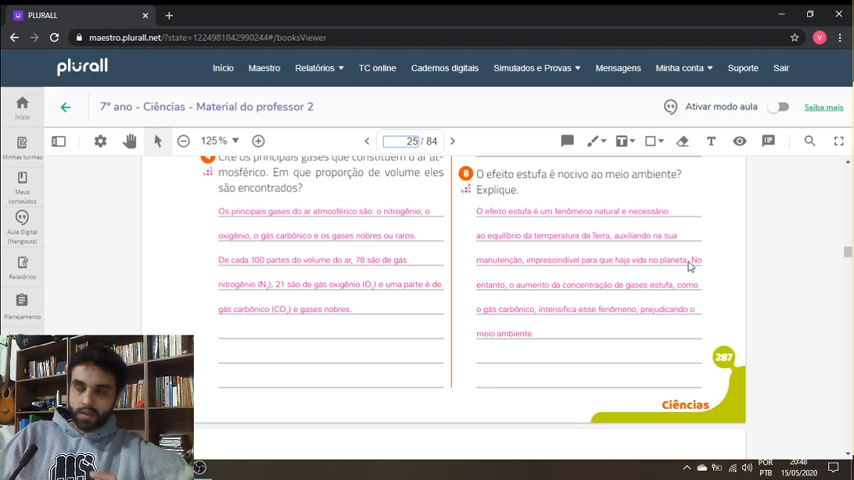 PLURALL
maestro.plurall.net/?state=1224981842990244#/booksViewer
plurall
Início Maestro Relatórios TC online Cadernos digitais Simulados e Provas Mensagens Minha conta Suporte Sair
Início
7º ano - Ciências - Material do professor 2
Ativar modo aula
Saiba mais
125%
25 / 84
Minhas turmas
Meus conteúdos
Aula Digital (Hangouts)
Relatórios
Planejamento
4 Cite os principais gases que constituem o ar at-
mosférico. Em que proporção de volume eles
são encontrados?
Os principais gases do ar atmosférico são: o nitrogênio, o
oxigênio, o gás carbônico e os gases nobres ou raros.
De cada 100 partes do volume do ar, 78 são de gás
nitrogênio (N₂), 21 são de gás oxigênio (O₂) e uma parte é de
gás carbônico (CO₂) e gases nobres.
8 O efeito estufa é nocivo ao meio ambiente?
Explique.
O efeito estufa é um fenômeno natural e necessário
ao equilíbrio da temperatura da Terra, auxiliando na sua
manutenção, imprescindível para que haja vida no planeta. No
entanto, o aumento da concentração de gases estufa, como
o gás carbônico, intensifica esse fenômeno, prejudicando o
meio ambiente.
287
Ciências
POR
PTB
20:48
15/05/2020